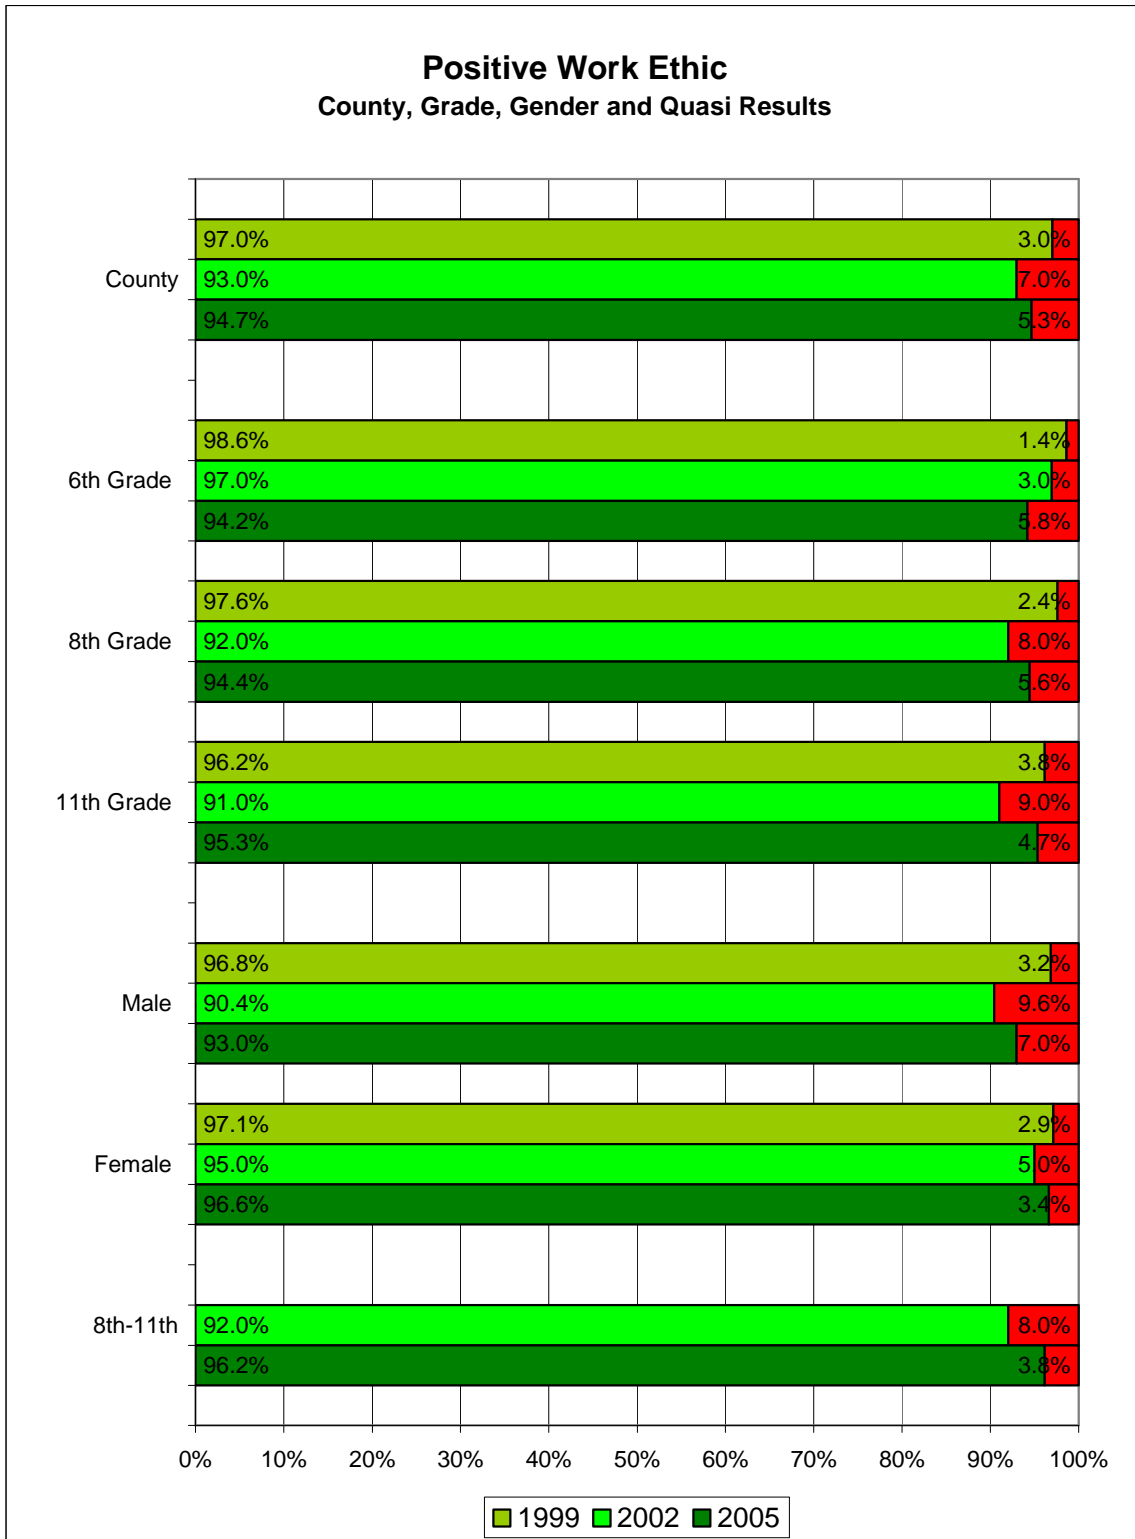 Positive Work Ethic
County, Grade, Gender and Quasi Results
97.0% 3.0%
County 93.0% 7.0%
94.7% 5.3%
98.6% 1.4%
6th Grade 97.0% 3.0%
94.2% 5.8%
97.6% 2.4%
8th Grade 92.0% 8.0%
94.4% 5.6%
96.2% 3.8%
11th Grade 91.0% 9.0%
95.3% 4.7%
96.8% 3.2%
Male 90.4% 9.6%
93.0% 7.0%
97.1% 2.9%
Female 95.0% 5.0%
96.6% 3.4%
8th-11th 92.0% 8.0%
96.2% 3.8%
0% 10% 20% 30% 40% 50% 60% 70% 80% 90% 100%
1999 2002 2005